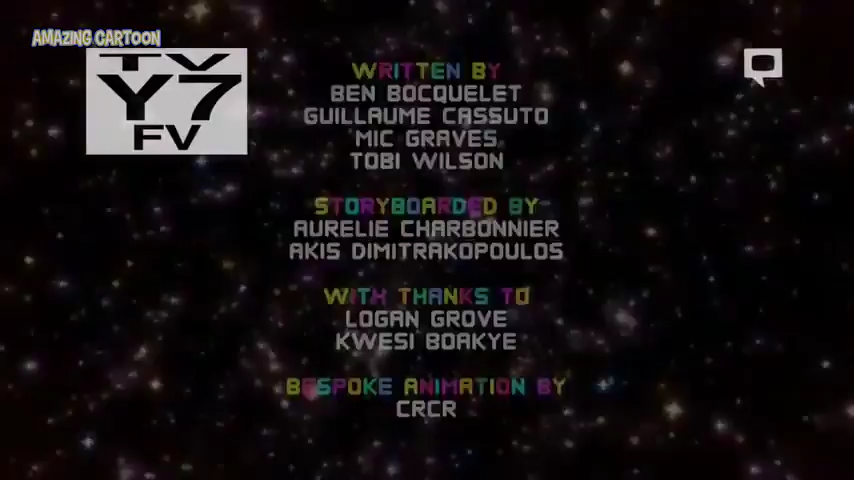 AMAZING CARTOON
TV
Y7
FV
WRITTEN BY
BEN BOCQUELET
GUILLAUME CASSUTO
MIC GRAVES
TOBI WILSON
STORYBOARDED BY
AURELIE CHARBONNIER
AKIS DIMITRAKOPOULOS
WITH THANKS TO
LOGAN GROVE
KWESI BOAKYE
BESPOKE ANIMATION BY
CRCR